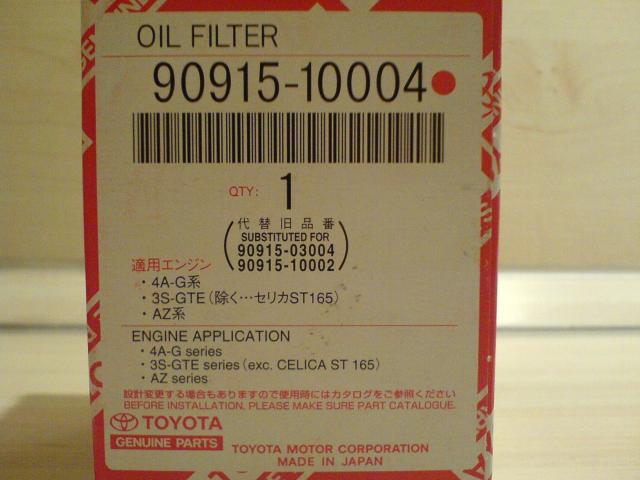 OIL FILTER
90915-10004
QTY: 1
代替旧品番
SUBSTITUTED FOR
90915-03004
90915-10002
適用エンジン
・4A-G系
・3S-GTE(除く…セリカST165)
・AZ系
ENGINE APPLICATION
・4A-G series
・3S-GTE series (exc. CELICA ST 165)
・AZ series
設計変更する場合もありますので使用時にはカタログをご参照ください
BEFORE INSTALLATION, PLEASE MAKE SURE PART CATALOGUE.
TOYOTA
GENUINE PARTS
TOYOTA MOTOR CORPORATION
MADE IN JAPAN